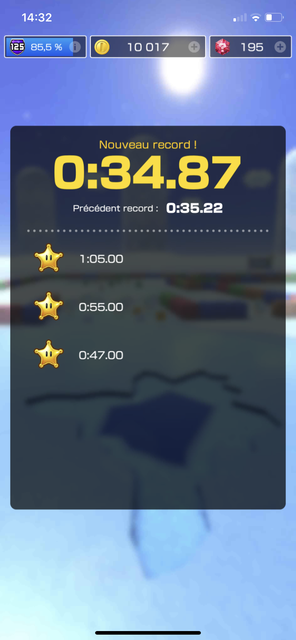 14:32
125 85,5 % i 10 017 + 195 +
Nouveau record !
0:34.87
Précédent record : 0:35.22
1:05.00
0:55.00
0:47.00